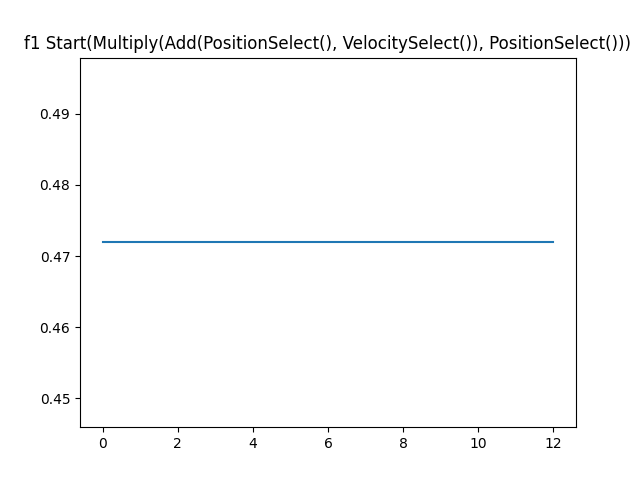 f1 Start(Multiply(Add(PositionSelect(), VelocitySelect()), PositionSelect()))
0.49
0.48
0.47
0.46
0.45
0 2 4 6 8 10 12